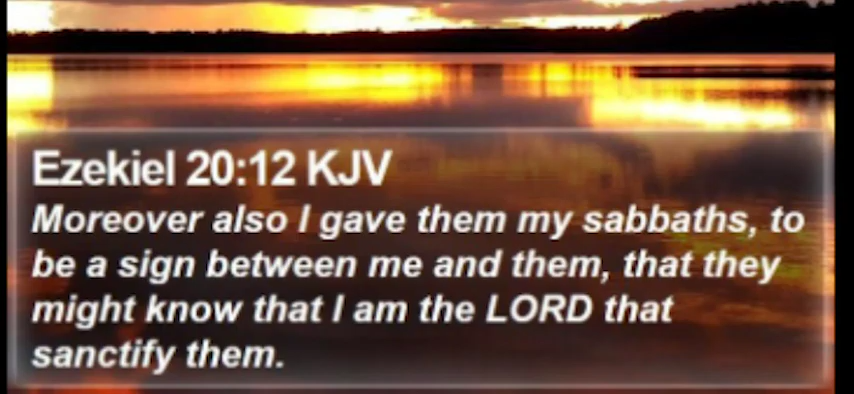 Ezekiel 20:12 KJV
Moreover also I gave them my sabbaths, to
be a sign between me and them, that they
might know that I am the LORD that
sanctify them.